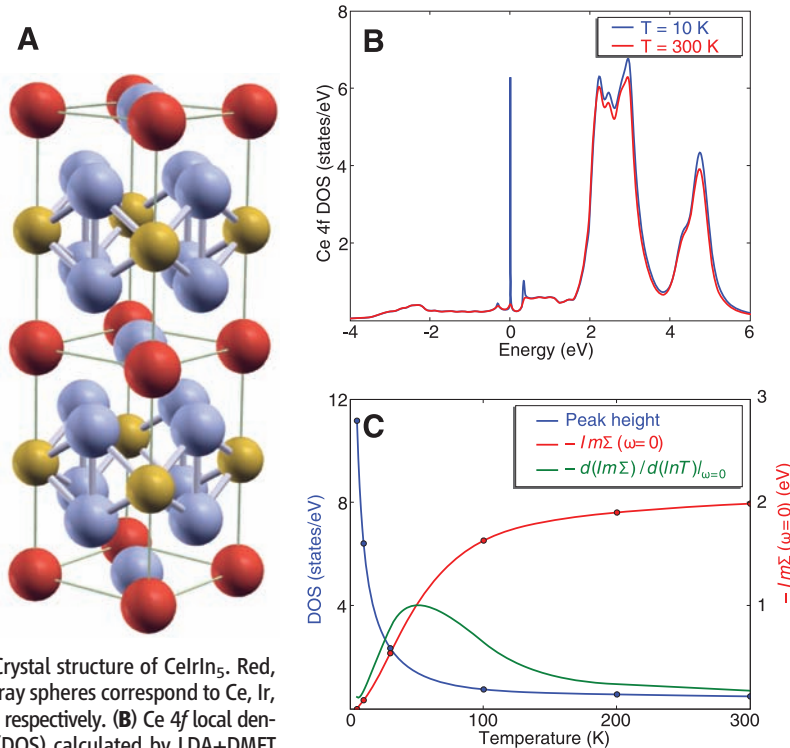 A
B
T = 10 K
T = 300 K
Ce 4f DOS (states/eV)
8
6
4
2
-4
-2
0
2
4
6
Energy (eV)
C
Peak height
− ImΣ (ω=0)
− d(ImΣ) / d(lnT)|ω=0
DOS (states/eV)
12
8
4
− ImΣ (ω=0) (eV)
3
2
1
0
100
200
300
Temperature (K)
Crystal structure of CeIrIn5. Red,
ray spheres correspond to Ce, Ir,
respectively. (B) Ce 4f local den-
(DOS) calculated by LDA+DMFT